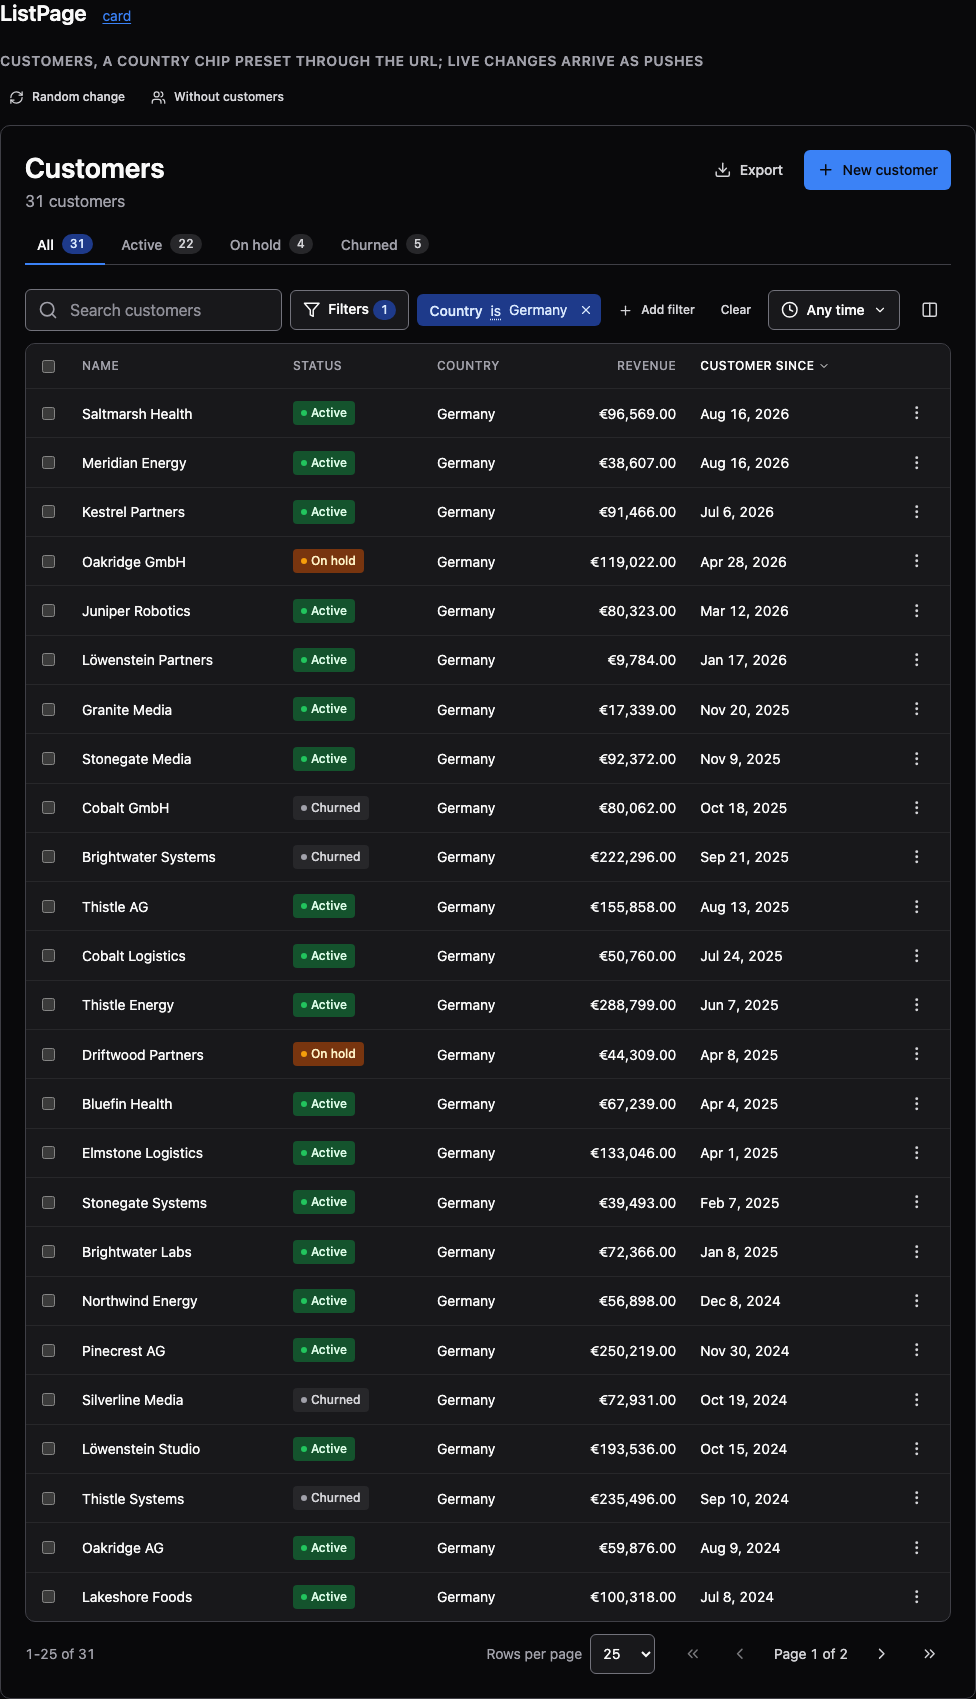 ListPage card
CUSTOMERS, A COUNTRY CHIP PRESET THROUGH THE URL; LIVE CHANGES ARRIVE AS PUSHES
Random change Without customers
Customers
31 customers
Export
New customer
All 31 Active 22 On hold 4 Churned 5
Search customers Filters 1 Country is Germany Add filter Clear Any time
NAME STATUS COUNTRY REVENUE CUSTOMER SINCE
Saltmarsh Health Active Germany €96,569.00 Aug 16, 2026
Meridian Energy Active Germany €38,607.00 Aug 16, 2026
Kestrel Partners Active Germany €91,466.00 Jul 6, 2026
Oakridge GmbH On hold Germany €119,022.00 Apr 28, 2026
Juniper Robotics Active Germany €80,323.00 Mar 12, 2026
Löwenstein Partners Active Germany €9,784.00 Jan 17, 2026
Granite Media Active Germany €17,339.00 Nov 20, 2025
Stonegate Media Active Germany €92,372.00 Nov 9, 2025
Cobalt GmbH Churned Germany €80,062.00 Oct 18, 2025
Brightwater Systems Churned Germany €222,296.00 Sep 21, 2025
Thistle AG Active Germany €155,858.00 Aug 13, 2025
Cobalt Logistics Active Germany €50,760.00 Jul 24, 2025
Thistle Energy Active Germany €288,799.00 Jun 7, 2025
Driftwood Partners On hold Germany €44,309.00 Apr 8, 2025
Bluefin Health Active Germany €67,239.00 Apr 4, 2025
Elmstone Logistics Active Germany €133,046.00 Apr 1, 2025
Stonegate Systems Active Germany €39,493.00 Feb 7, 2025
Brightwater Labs Active Germany €72,366.00 Jan 8, 2025
Northwind Energy Active Germany €56,898.00 Dec 8, 2024
Pinecrest AG Active Germany €250,219.00 Nov 30, 2024
Silverline Media Churned Germany €72,931.00 Oct 19, 2024
Löwenstein Studio Active Germany €193,536.00 Oct 15, 2024
Thistle Systems Churned Germany €235,496.00 Sep 10, 2024
Oakridge AG Active Germany €59,876.00 Aug 9, 2024
Lakeshore Foods Active Germany €100,318.00 Jul 8, 2024
1-25 of 31 Rows per page 25 Page 1 of 2